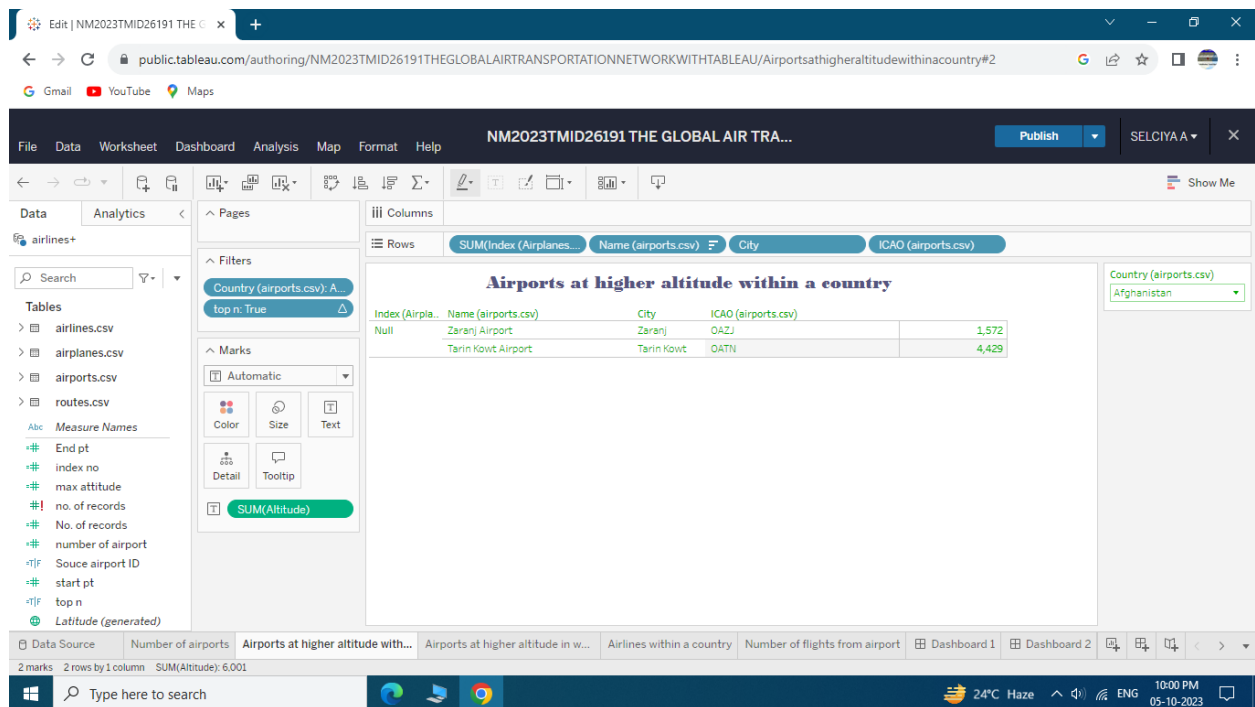 Edit | NM2023TMID26191 THE G
public.tableau.com/authoring/NM2023TMID26191THEGLOBALAIRTRANSPORTATIONNETWORKWITHTABLEAU/Airportsathigheraltitudewithinacountry#2
Gmail YouTube Maps
NM2023TMID26191 THE GLOBAL AIR TRA...
Publish
SELCIYA A
File Data Worksheet Dashboard Analysis Map Format Help
Show Me
Data Analytics
Pages
Columns
airlines+
Rows SUM(Index (Airplanes.... Name (airports.csv) City ICAO (airports.csv)
Search
Filters
Country (airports.csv): A...
top n: True
Airports at higher altitude within a country
Country (airports.csv)
Afghanistan
Tables
airlines.csv
airplanes.csv
airports.csv
routes.csv
Abc Measure Names
End pt
index no
max attitude
no. of records
No. of records
number of airport
Souce airport ID
start pt
top n
Latitude (generated)
Marks
Automatic
Color Size Text
Detail Tooltip
SUM(Altitude)
Index (Airpla.. Name (airports.csv) City ICAO (airports.csv)
Null Zaranj Airport Zaranj OAZJ 1,572
Tarin Kowt Airport Tarin Kowt OATN 4,429
Data Source Number of airports Airports at higher altitude with... Airports at higher altitude in w... Airlines within a country Number of flights from airport Dashboard 1 Dashboard 2
2 marks 2 rows by 1 column SUM(Altitude): 6,001
Type here to search
24°C Haze
ENG
10:00 PM
05-10-2023